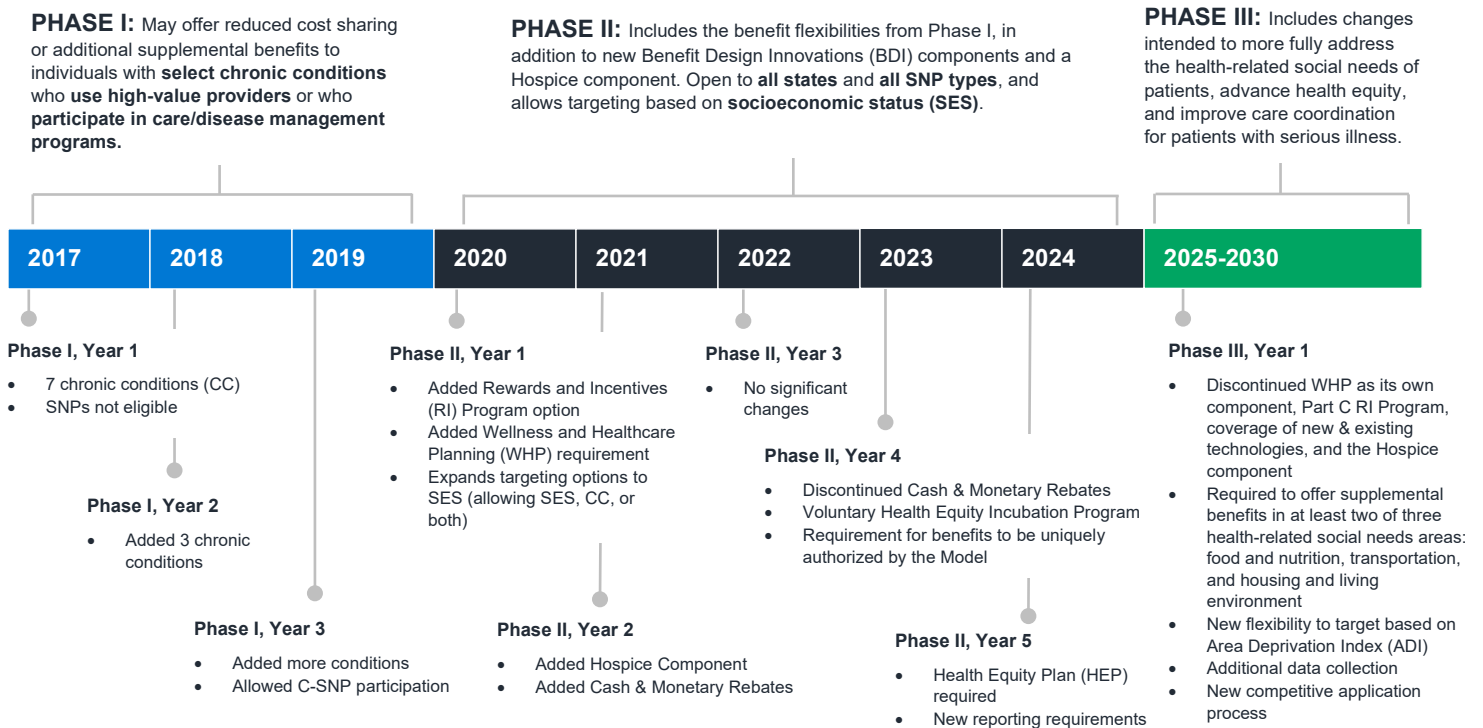 PHASE I: May offer reduced cost sharing
or additional supplemental benefits to
individuals with select chronic conditions
who use high-value providers or who
participate in care/disease management
programs.
PHASE II: Includes the benefit flexibilities from Phase I, in
addition to new Benefit Design Innovations (BDI) components and a
Hospice component. Open to all states and all SNP types, and
allows targeting based on socioeconomic status (SES).
PHASE III: Includes changes
intended to more fully address
the health-related social needs of
patients, advance health equity,
and improve care coordination
for patients with serious illness.
2017
2018
2019
2020
2021
2022
2023
2024
2025-2030
Phase I, Year 1
• 7 chronic conditions (CC)
• SNPs not eligible
Phase I, Year 2
• Added 3 chronic
conditions
Phase I, Year 3
• Added more conditions
• Allowed C-SNP participation
Phase II, Year 1
• Added Rewards and Incentives
(RI) Program option
• Added Wellness and Healthcare
Planning (WHP) requirement
• Expands targeting options to
SES (allowing SES, CC, or
both)
Phase II, Year 2
• Added Hospice Component
• Added Cash & Monetary Rebates
Phase II, Year 3
• No significant
changes
Phase II, Year 4
• Discontinued Cash & Monetary Rebates
• Voluntary Health Equity Incubation Program
• Requirement for benefits to be uniquely
authorized by the Model
Phase II, Year 5
• Health Equity Plan (HEP)
required
• New reporting requirements
Phase III, Year 1
• Discontinued WHP as its own
component, Part C RI Program,
coverage of new & existing
technologies, and the Hospice
component
• Required to offer supplemental
benefits in at least two of three
health-related social needs areas:
food and nutrition, transportation,
and housing and living
environment
• New flexibility to target based on
Area Deprivation Index (ADI)
• Additional data collection
• New competitive application
process